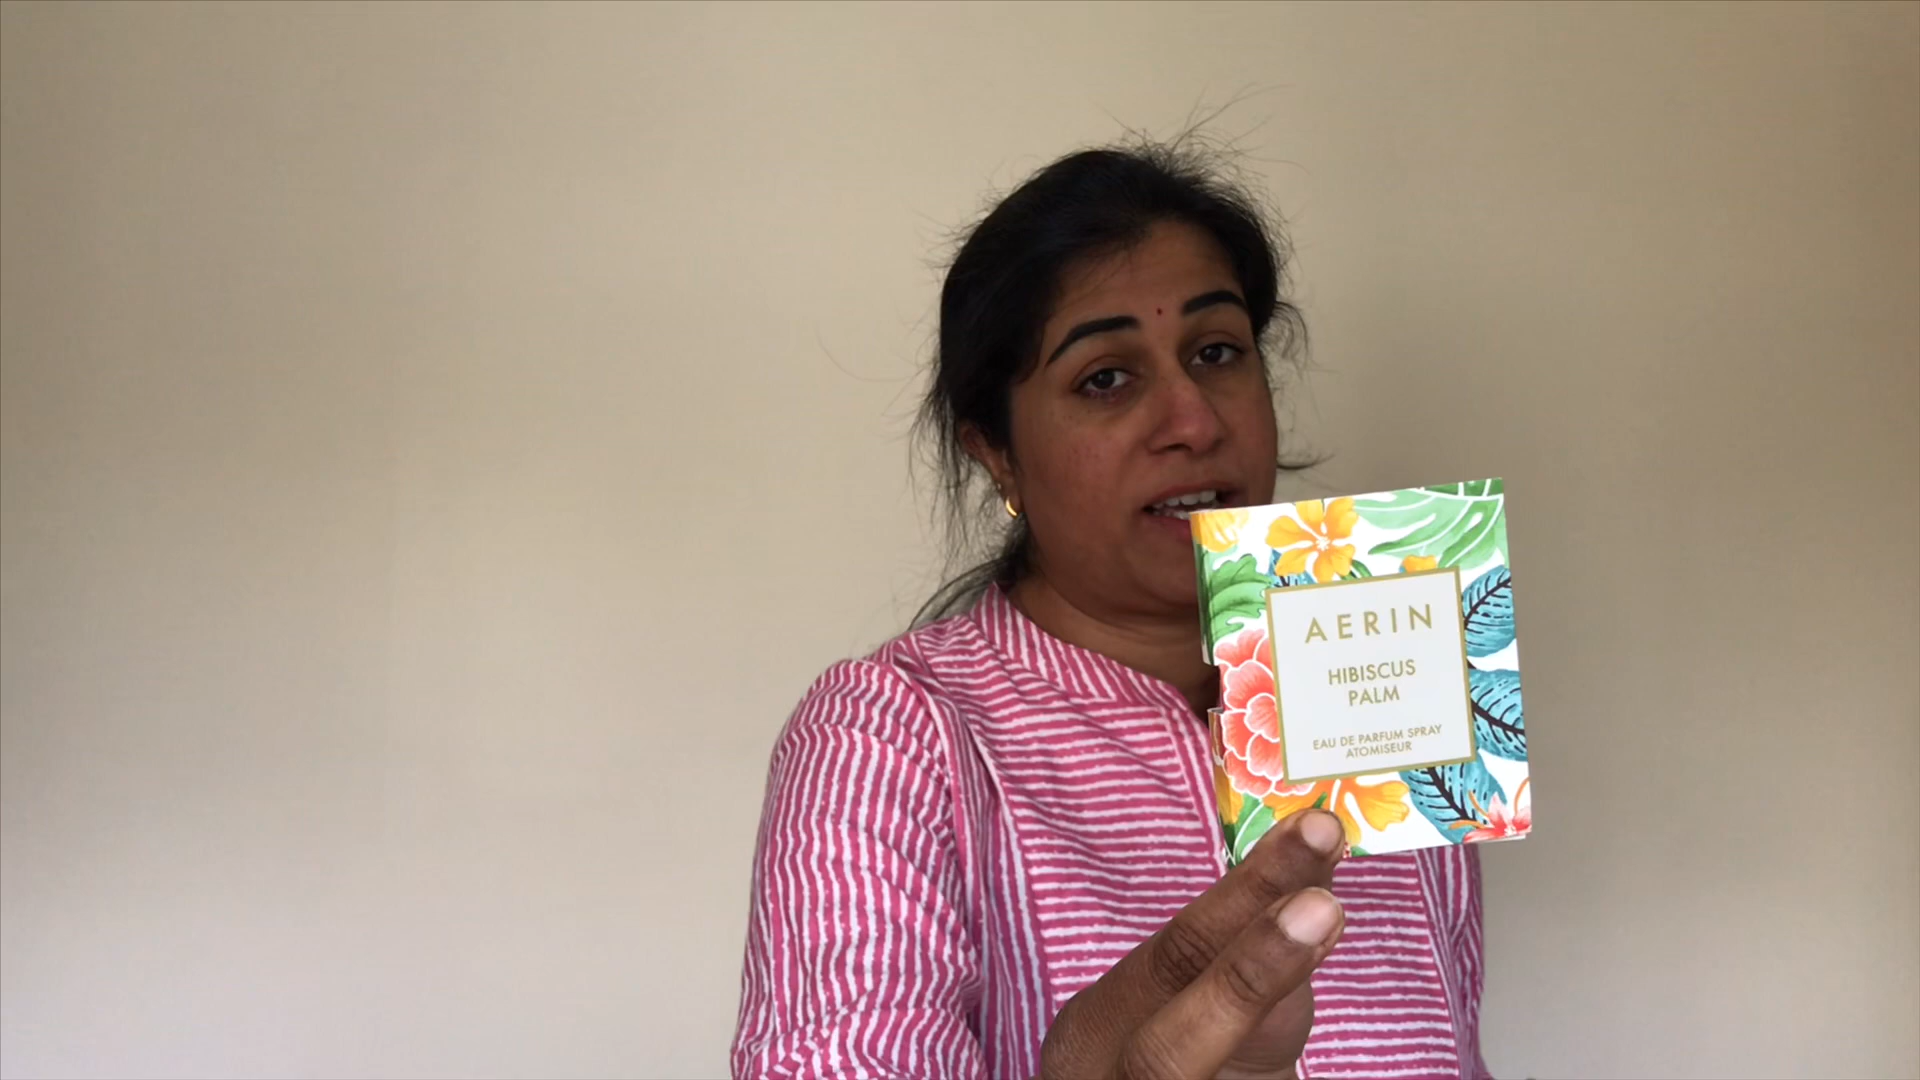 AERIN
HIBISCUS
PALM
EAU DE PARFUM SPRAY
ATOMISEUR